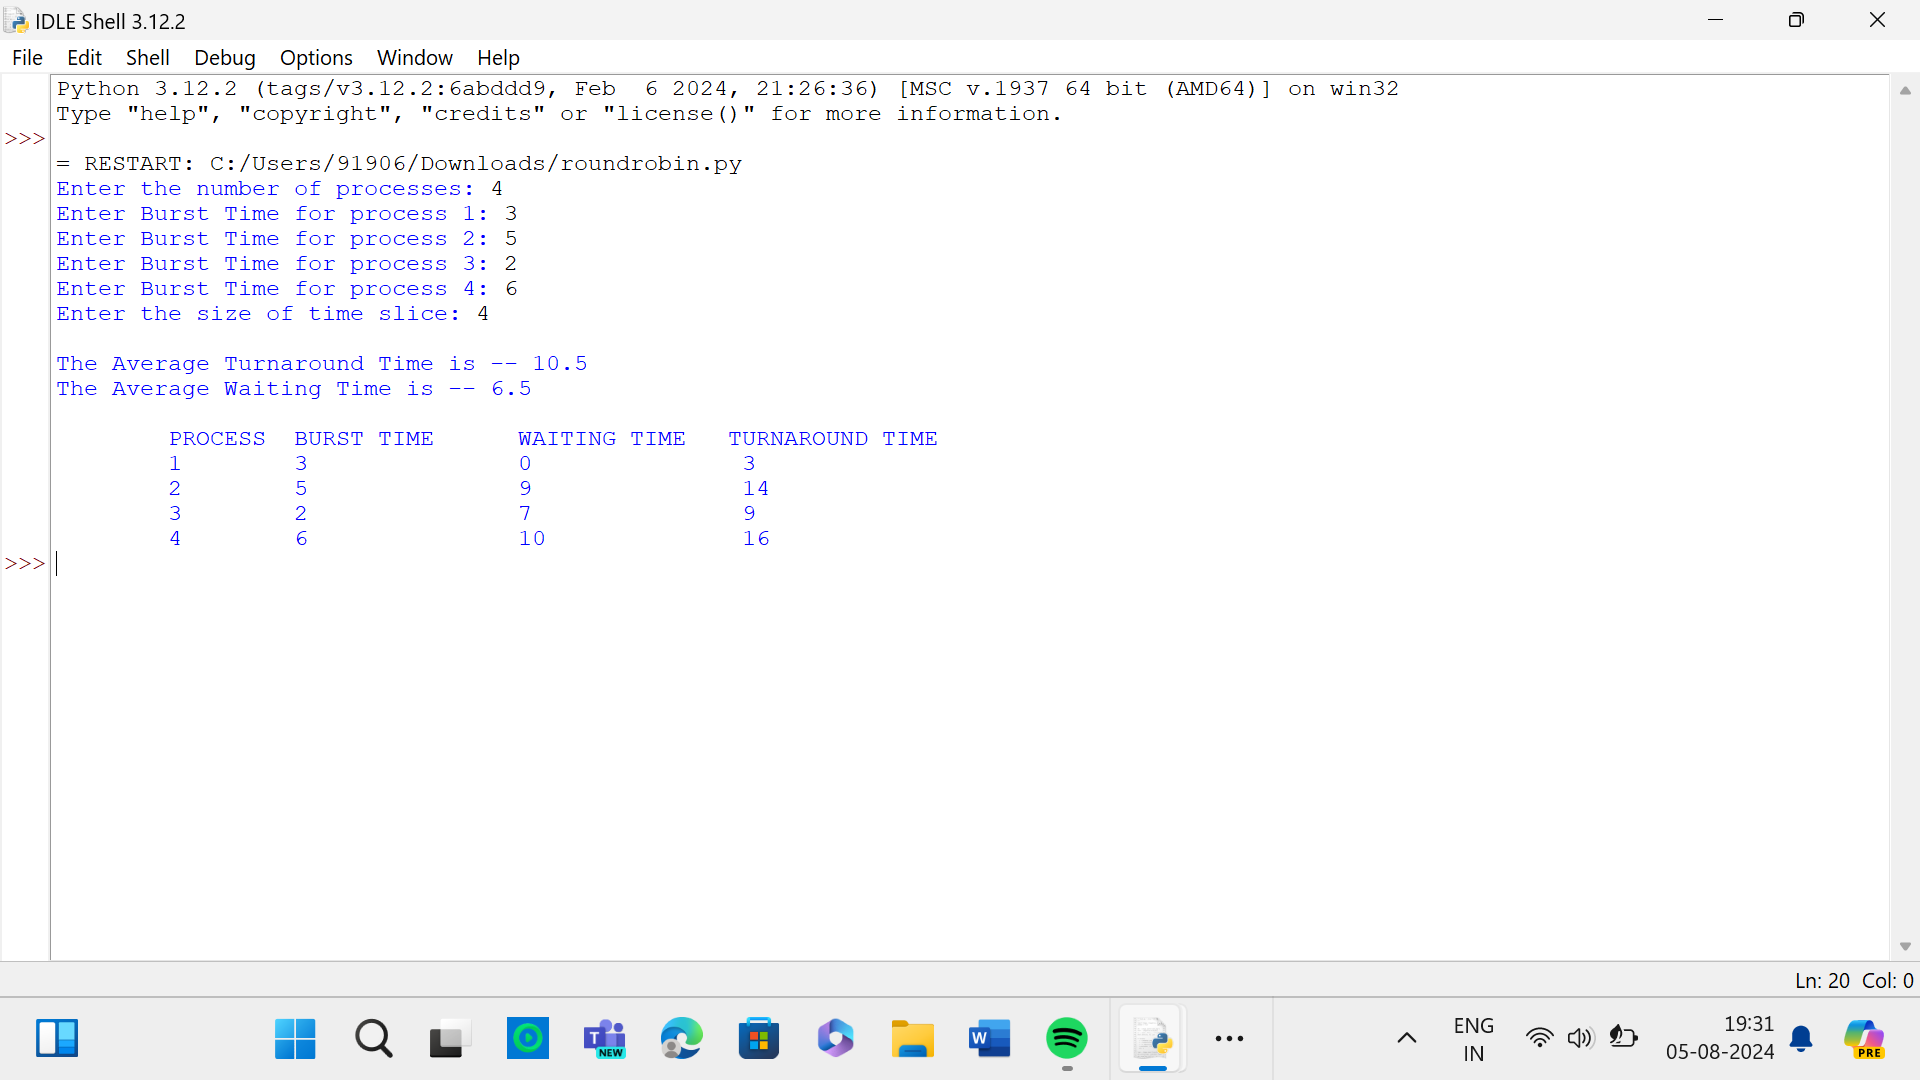 IDLE Shell 3.12.2
File Edit Shell Debug Options Window Help
Python 3.12.2 (tags/v3.12.2:6abddd9, Feb  6 2024, 21:26:36) [MSC v.1937 64 bit (AMD64)] on win32
Type "help", "copyright", "credits" or "license()" for more information.
>>>
= RESTART: C:/Users/91906/Downloads/roundrobin.py
Enter the number of processes: 4
Enter Burst Time for process 1: 3
Enter Burst Time for process 2: 5
Enter Burst Time for process 3: 2
Enter Burst Time for process 4: 6
Enter the size of time slice: 4
The Average Turnaround Time is -- 10.5
The Average Waiting Time is -- 6.5
PROCESS BURST TIME WAITING TIME TURNAROUND TIME
1 3 0 3
2 5 9 14
3 2 7 9
4 6 10 16
>>>
Ln: 20 Col: 0
T NEW W ENG 19:31
IN 05-08-2024 PRE